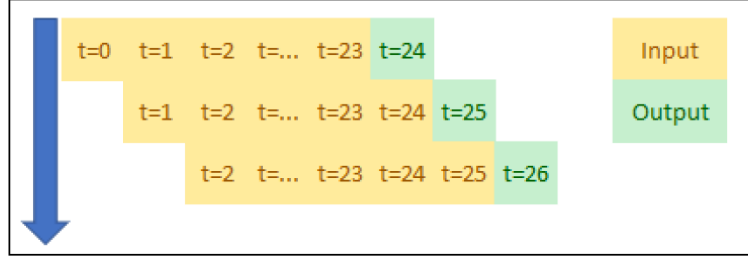 t=0 t=1 t=2 t=... t=23 t=24 Input
t=1 t=2 t=... t=23 t=24 t=25 Output
t=2 t=... t=23 t=24 t=25 t=26